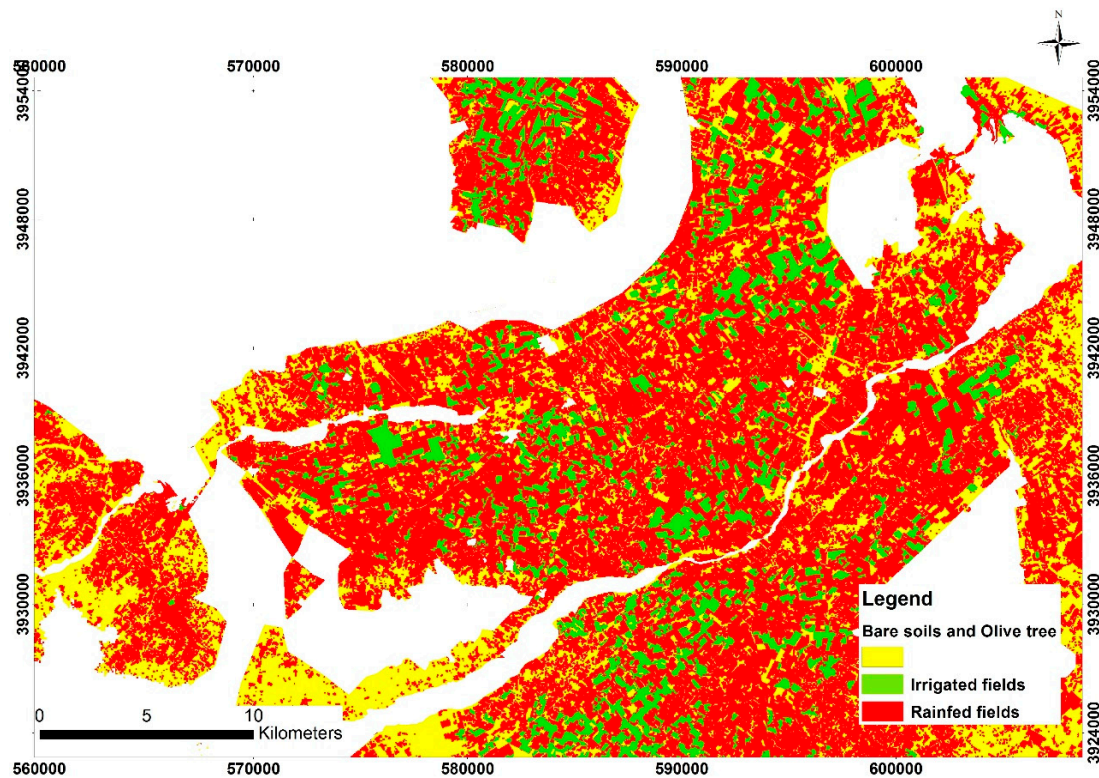 N
560000 570000 580000 590000 600000
3954000 3954000
3948000 3948000
3942000 3942000
3936000 3936000
3930000 3930000
3924000 3924000
Legend
Bare soils and Olive tree
Irrigated fields
Rainfed fields
0 5 10
Kilometers
560000 570000 580000 590000 600000